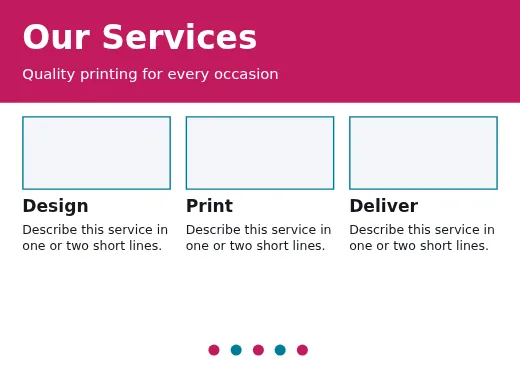 Our Services
Quality printing for every occasion
Design
Describe this service in
one or two short lines.
Print
Describe this service in
one or two short lines.
Deliver
Describe this service in
one or two short lines.